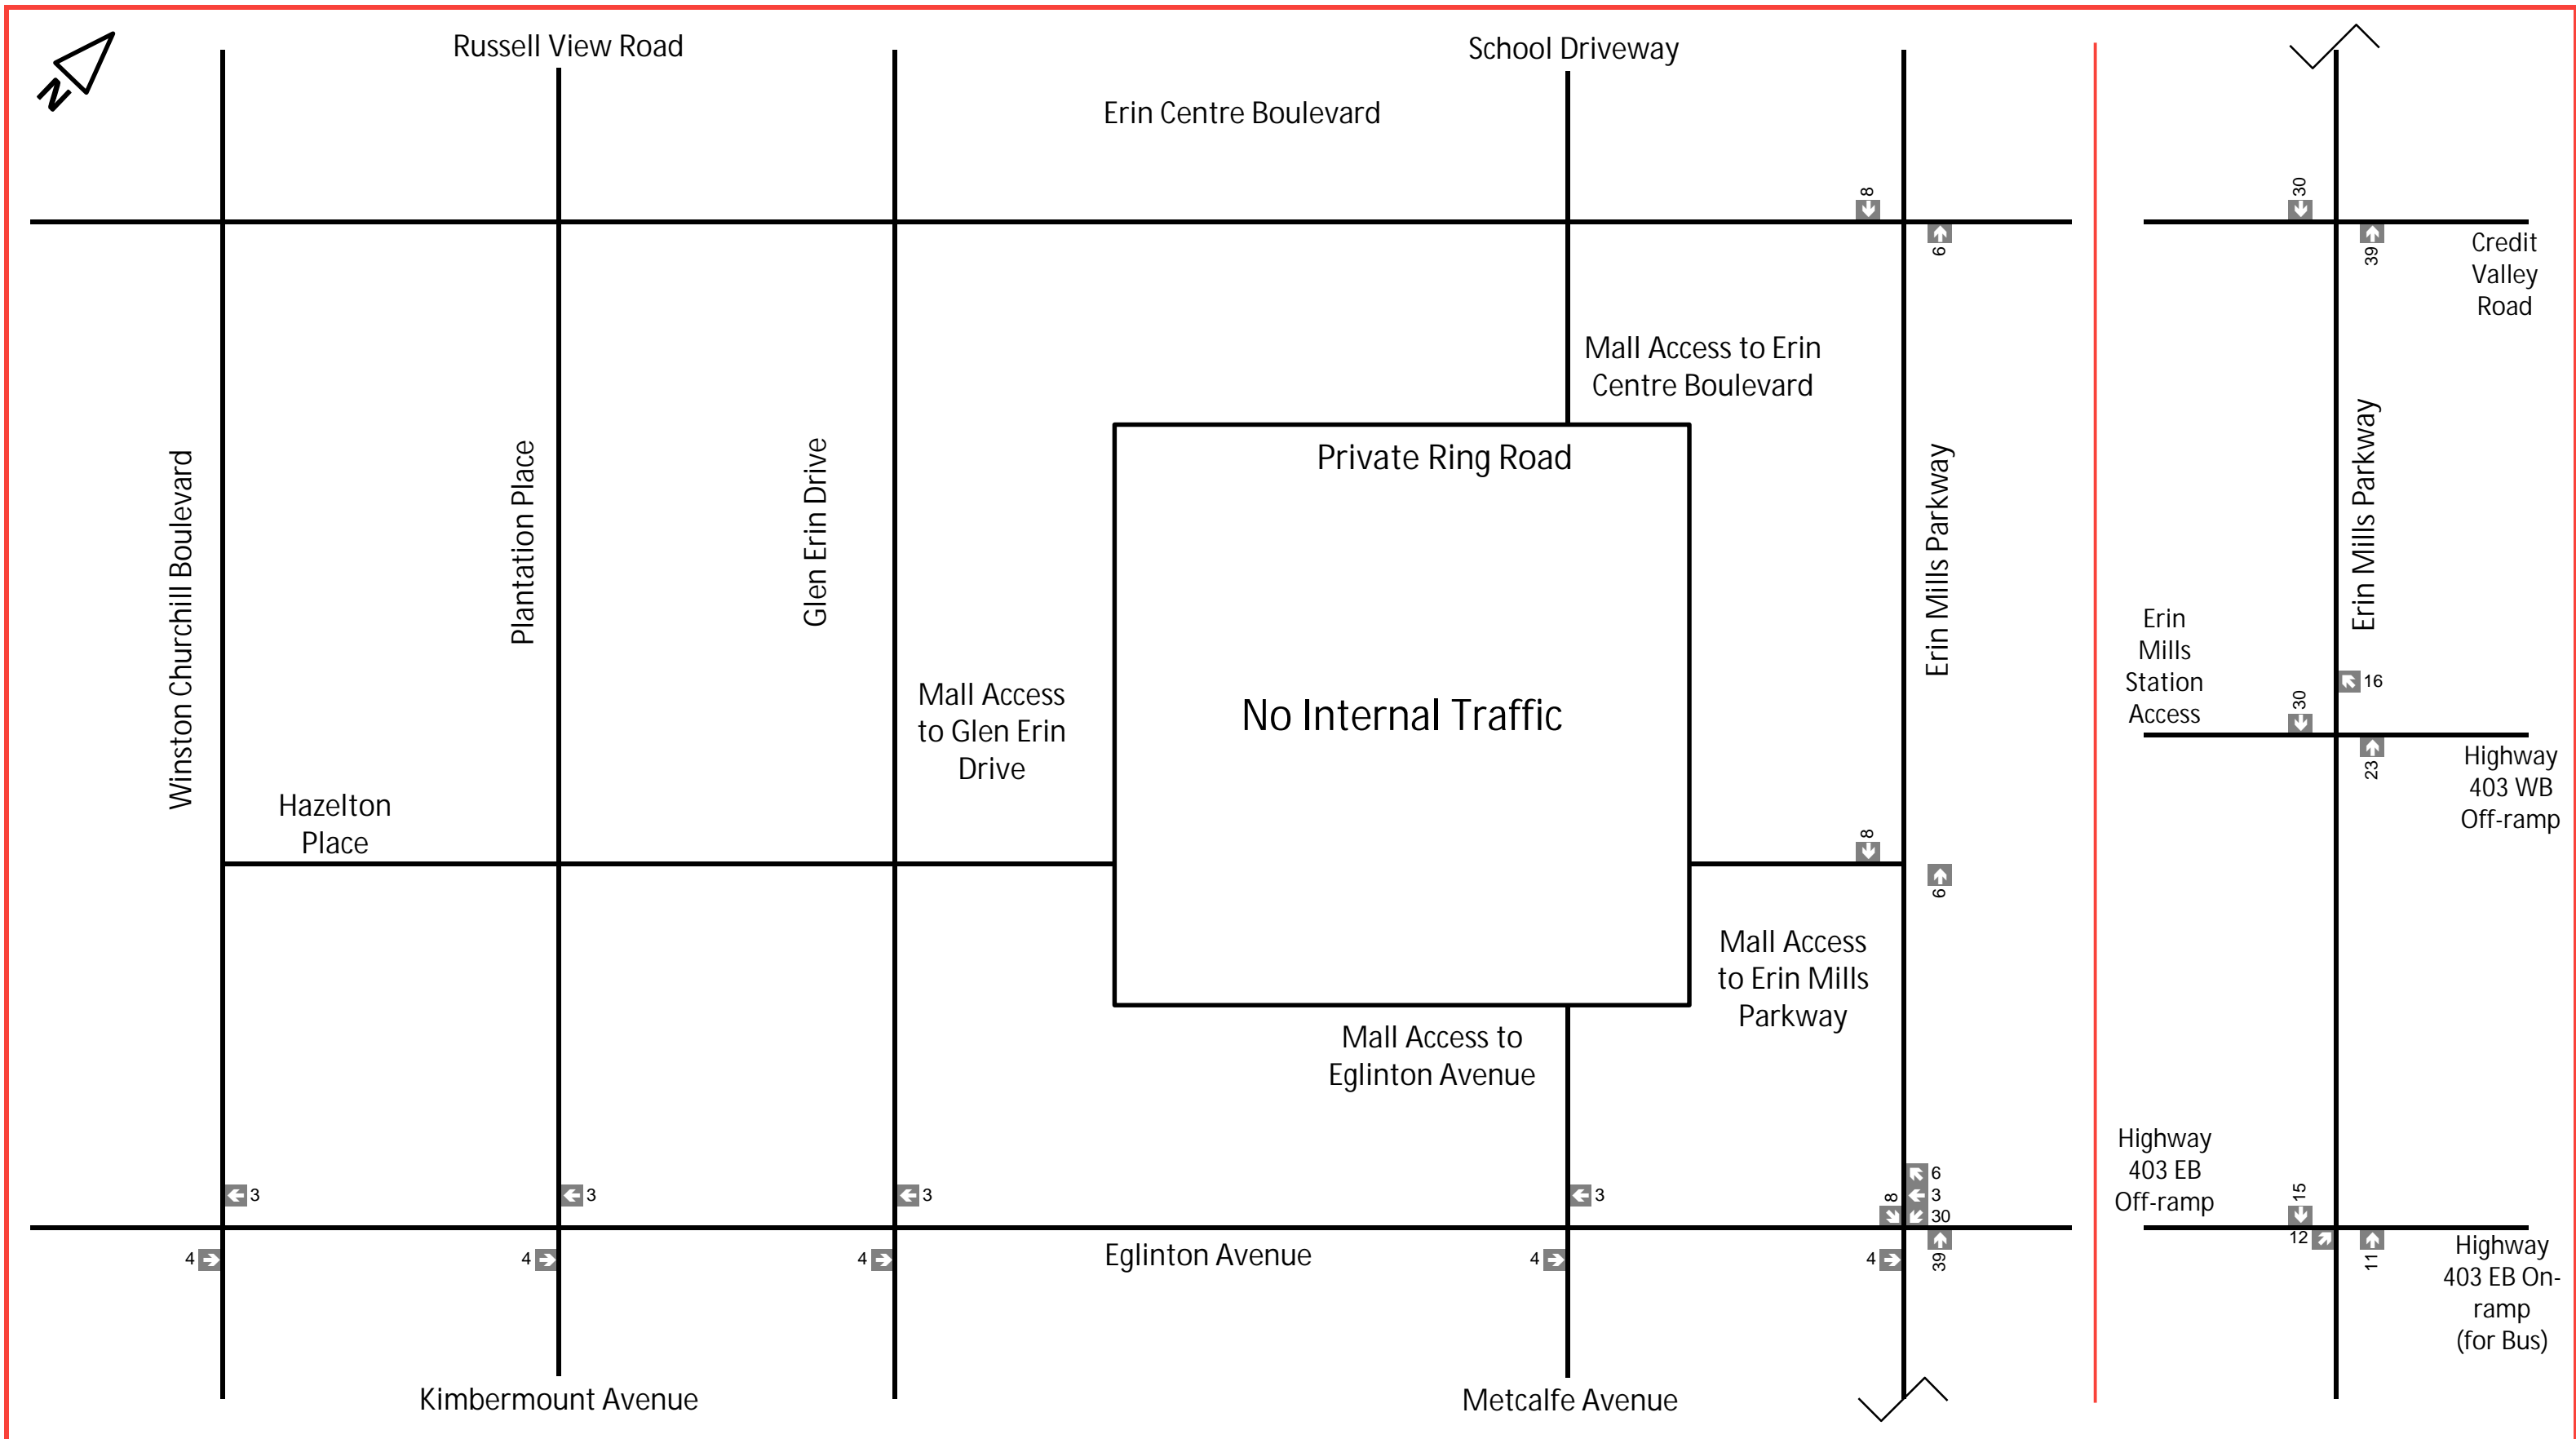 N
Russell View Road
School Driveway
Erin Centre Boulevard
8
6
30
39
Credit
Valley
Road
Mall Access to Erin
Centre Boulevard
Private Ring Road
Winston Churchill Boulevard
Plantation Place
Glen Erin Drive
Erin Mills Parkway
Erin Mills Parkway
Mall Access
to Glen Erin
Drive
No Internal Traffic
Erin
Mills
Station
Access
16
30
23
Highway
403 WB
Off-ramp
Hazelton
Place
8
6
Mall Access
to Erin Mills
Parkway
Mall Access to
Eglinton Avenue
Highway
403 EB
Off-ramp
3
3
3
3
8
6
3
30
15
4
4
4
Eglinton Avenue
4
4
39
12
11
Highway
403 EB On-
ramp
(for Bus)
Kimbermount Avenue
Metcalfe Avenue